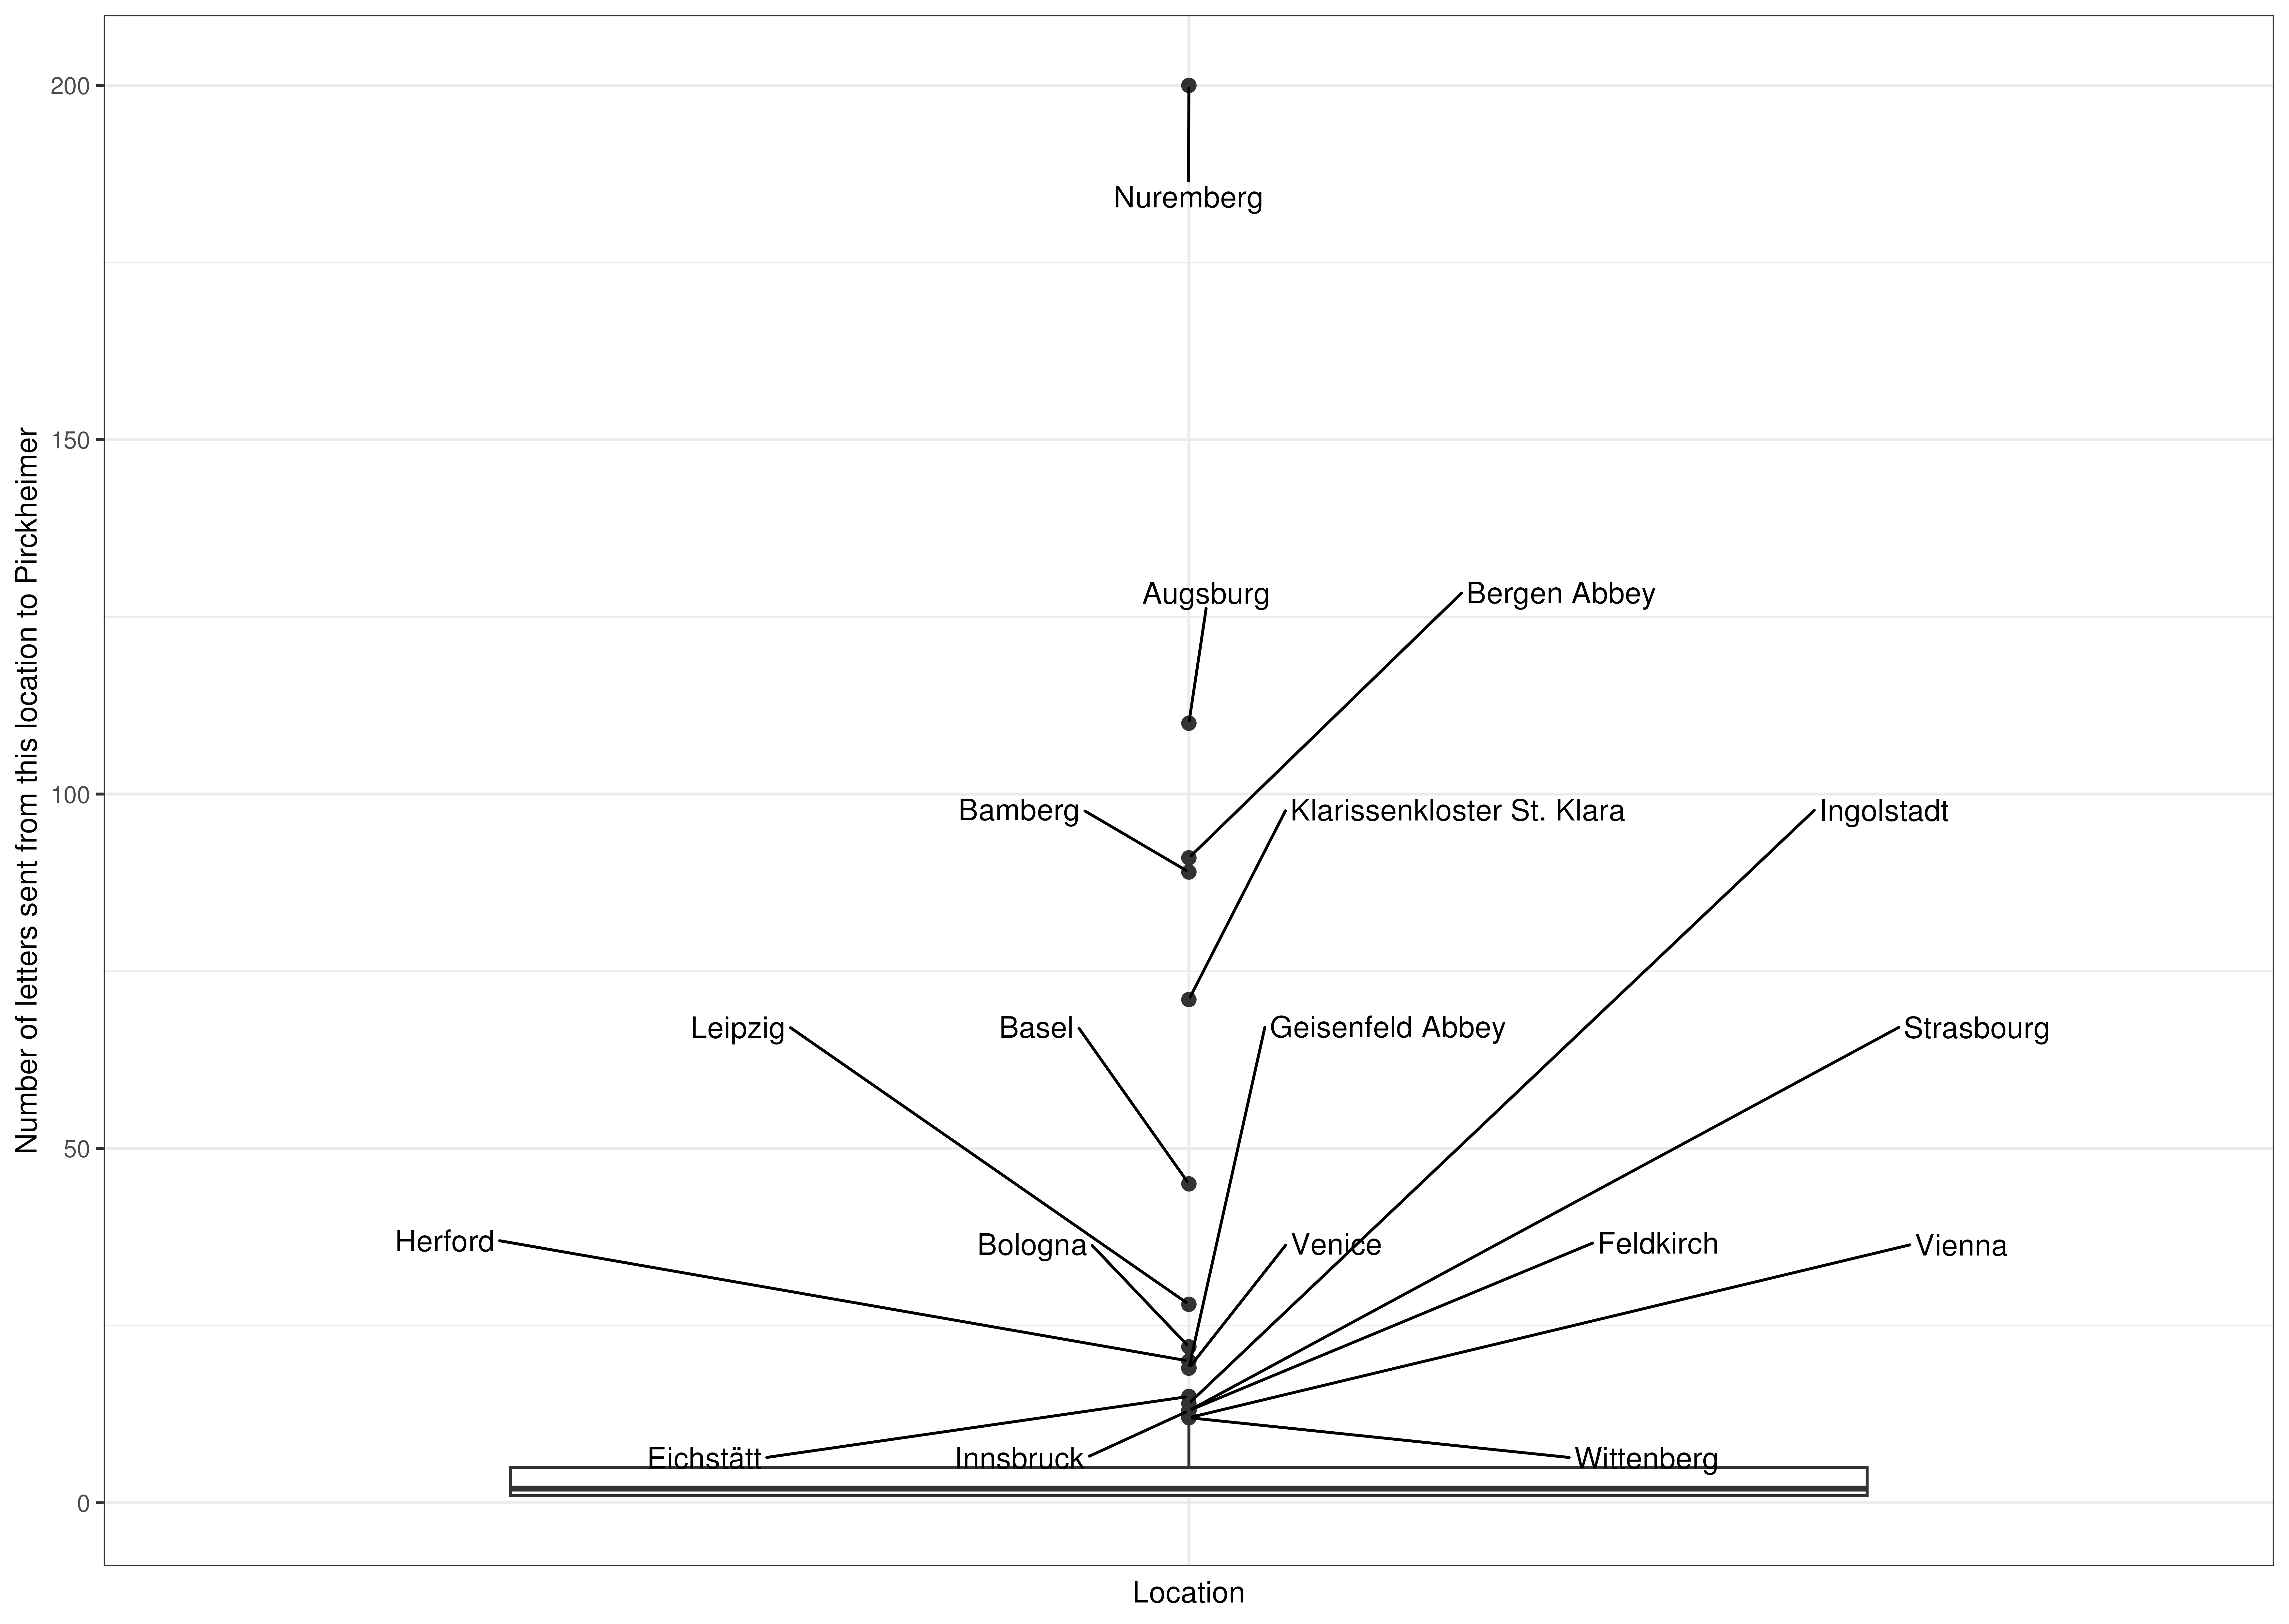 200
Nuremberg
150
Augsburg
Bergen Abbey
100
Bamberg
Klarissenkloster St. Klara
Ingolstadt
Leipzig
Basel
Geisenfeld Abbey
Strasbourg
50
Herford
Bologna
Venice
Feldkirch
Vienna
Eichstätt
Innsbruck
Wittenberg
0
Number of letters sent from this location to Pirckheimer
Location